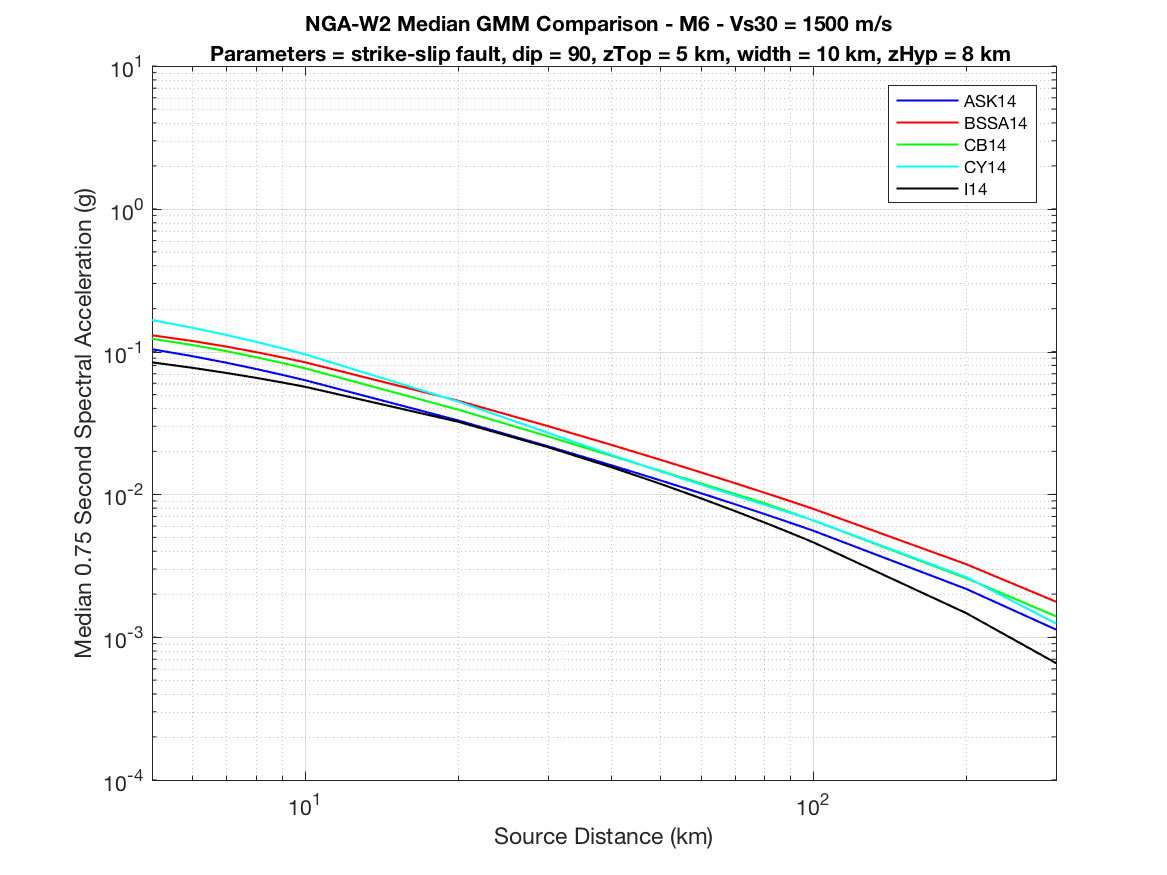 NGA-W2 Median GMM Comparison - M6 - Vs30 = 1500 m/s
Parameters = strike-slip fault, dip = 90, zTop = 5 km, width = 10 km, zHyp = 8 km
10^1
10^0
10^-1
10^-2
10^-3
10^-4
Median 0.75 Second Spectral Acceleration (g)
ASK14
BSSA14
CB14
CY14
I14
10^1
10^2
Source Distance (km)